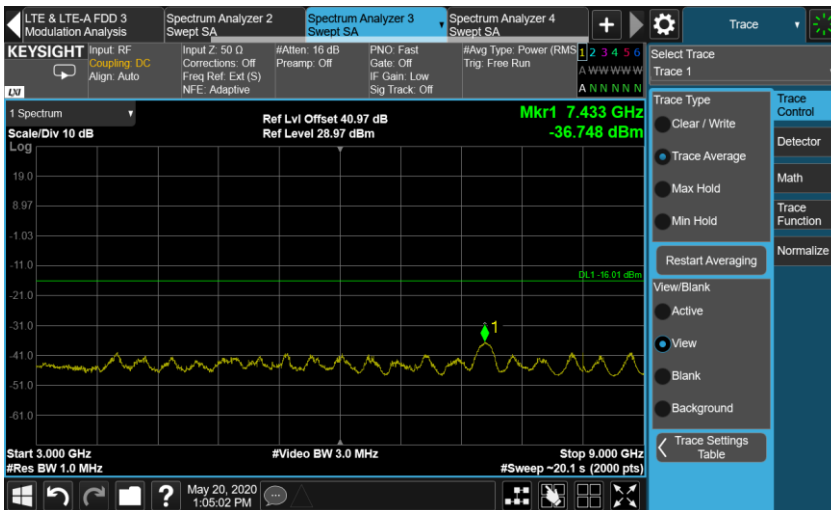 LTE & LTE-A FDD 3
Modulation Analysis
Spectrum Analyzer 2
Swept SA
Spectrum Analyzer 3
Swept SA
Spectrum Analyzer 4
Swept SA
+
Trace
KEYSIGHT
Input: RF
Coupling: DC
Align: Auto
LXI
Input Z: 50 Ω
Corrections: Off
Freq Ref: Ext (S)
NFE: Adaptive
#Atten: 16 dB
Preamp: Off
PNO: Fast
Gate: Off
IF Gain: Low
Sig Track: Off
#Avg Type: Power (RMS
Trig: Free Run
1 2 3 4 5 6
A W W W W W
A N N N N N
Select Trace
Trace 1
1 Spectrum
Scale/Div 10 dB
Log
Ref Lvl Offset 40.97 dB
Ref Level 28.97 dBm
Mkr1 7.433 GHz
-36.748 dBm
19.0
8.97
-1.03
-11.0
-21.0
-31.0
-41.0
-51.0
-61.0
DL1 -16.01 dBm
1
Start 3.000 GHz
#Res BW 1.0 MHz
#Video BW 3.0 MHz
Stop 9.000 GHz
#Sweep ~20.1 s (2000 pts)
Trace Type
Clear / Write
Trace Average
Max Hold
Min Hold
Restart Averaging
View/Blank
Active
View
Blank
Background
Trace Settings
Table
Trace
Control
Detector
Math
Trace
Function
Normalize
?
May 20, 2020
1:05:02 PM